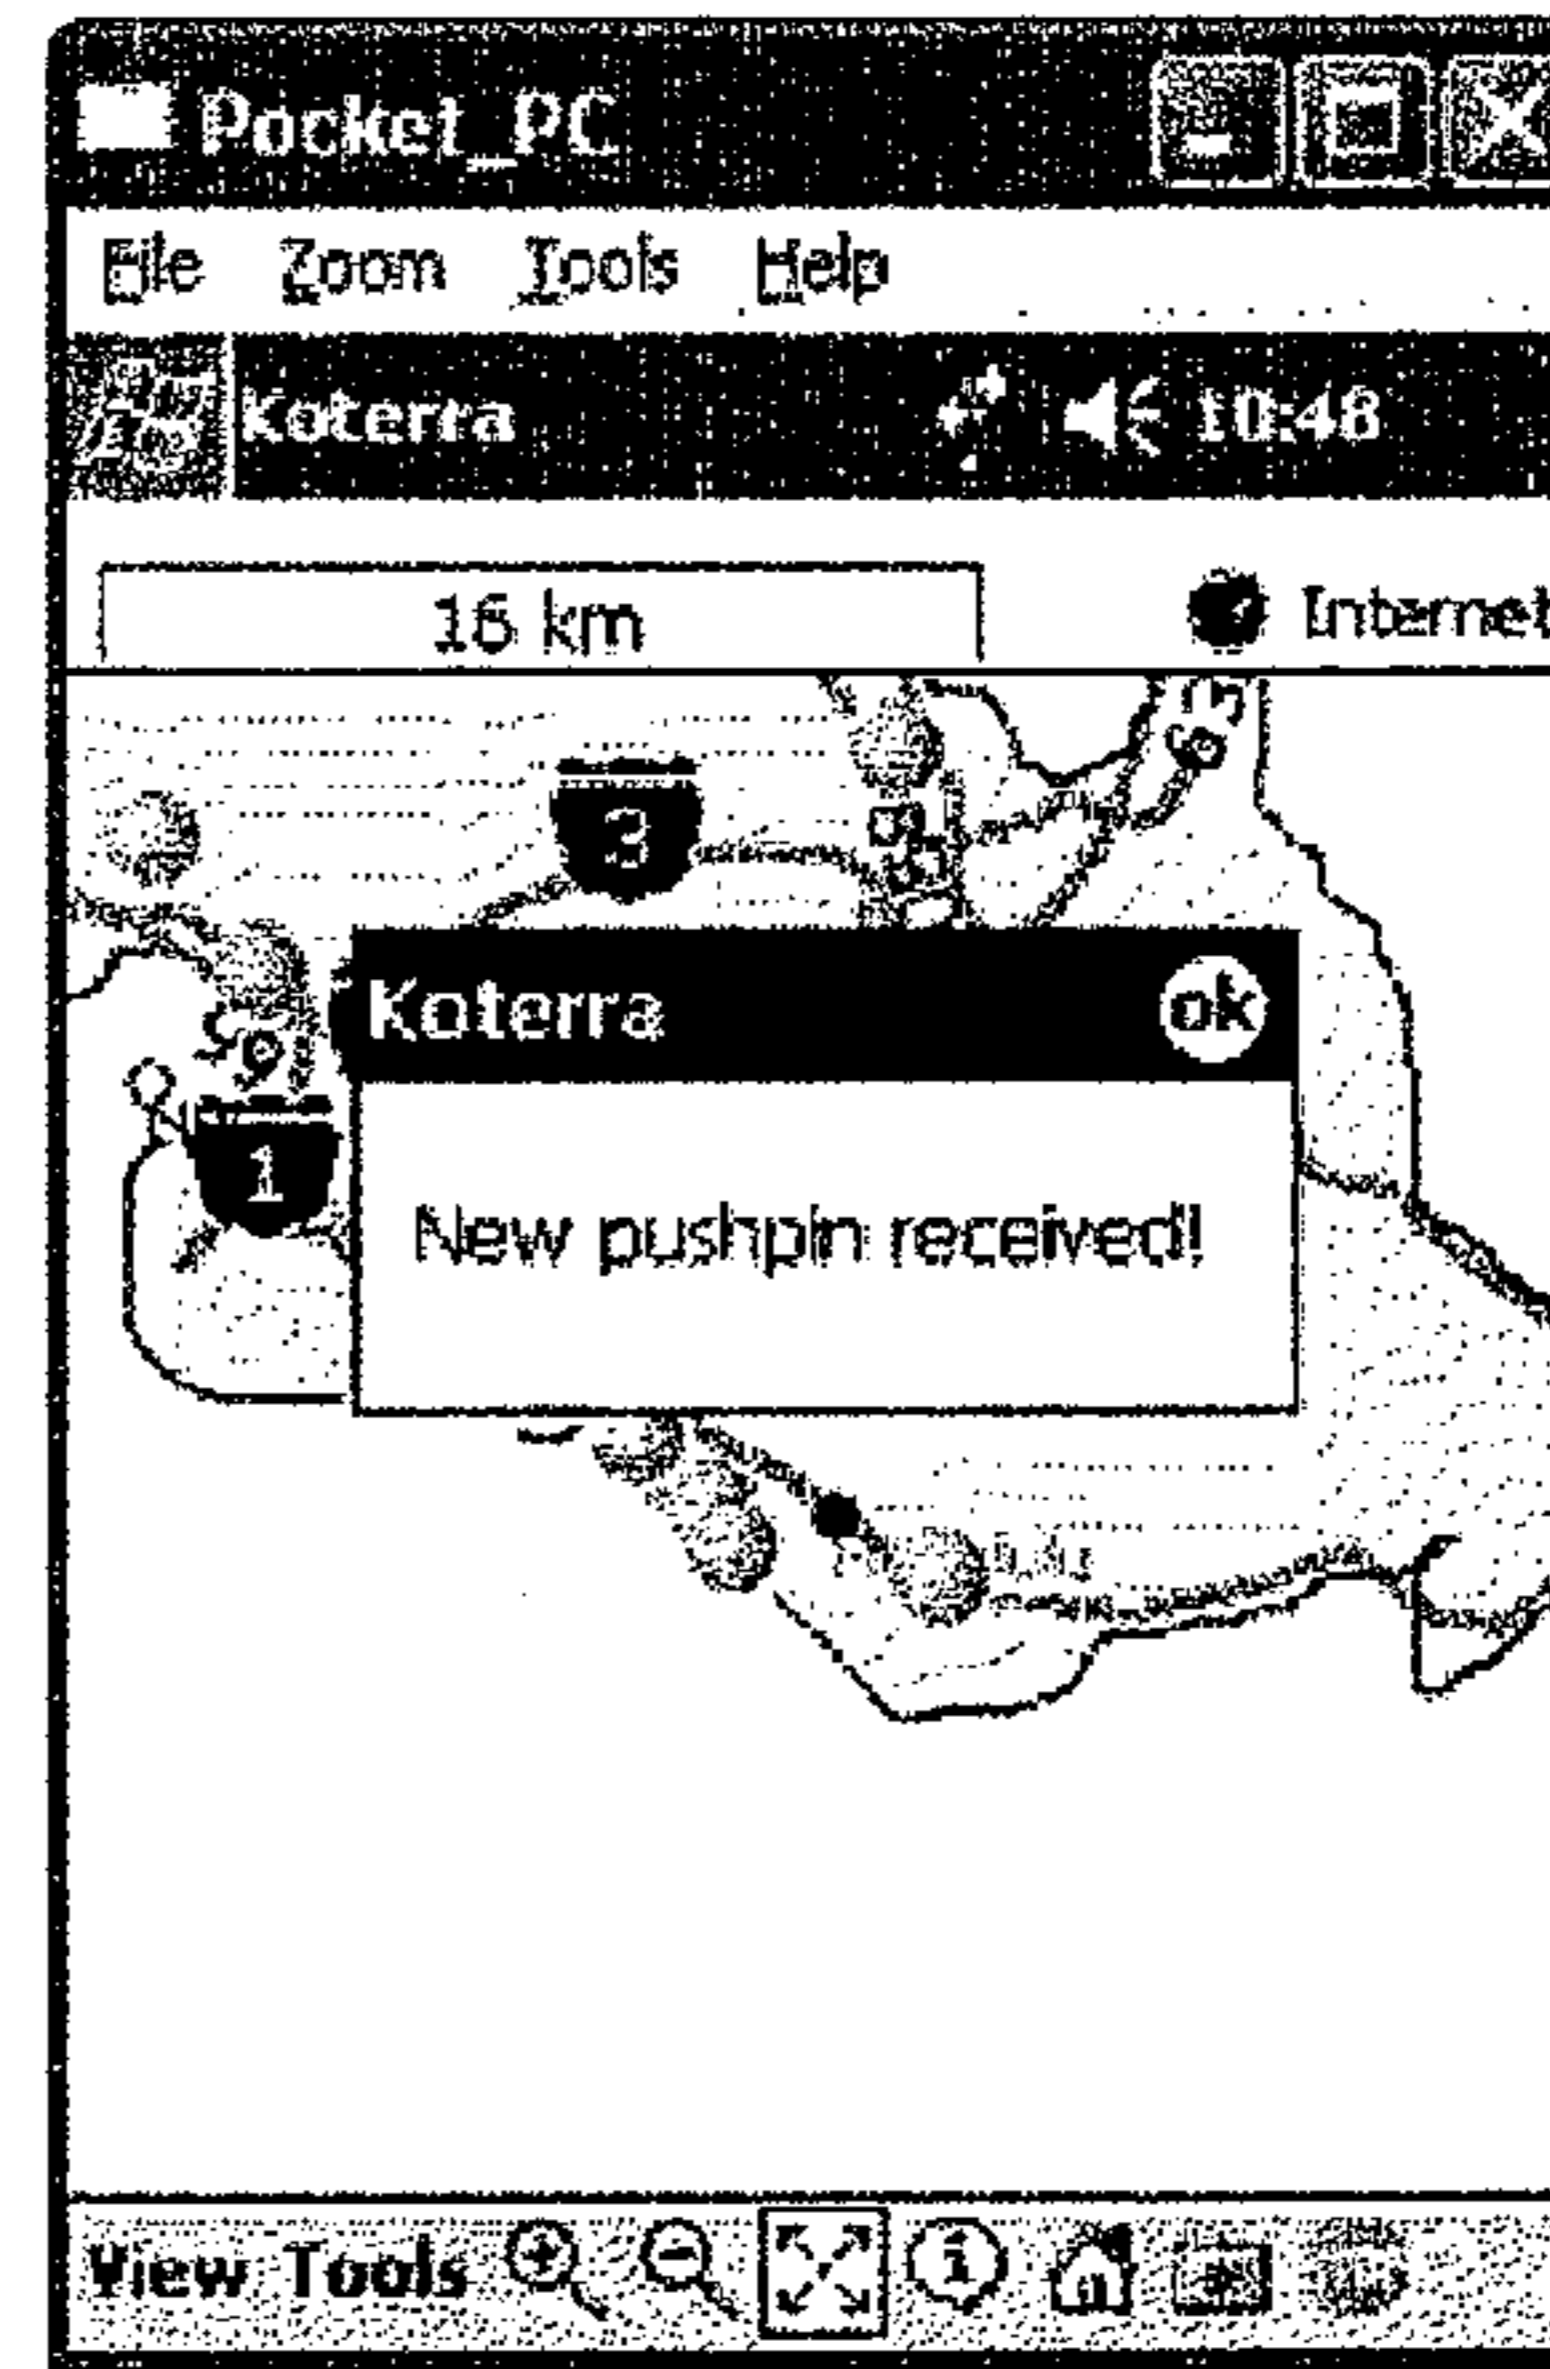 Pocket_PC
File Zoom Tools Help
Koterra 10:48
16 km Internet
63
3
Koterra ok
1
New pushpin received!
View Tools